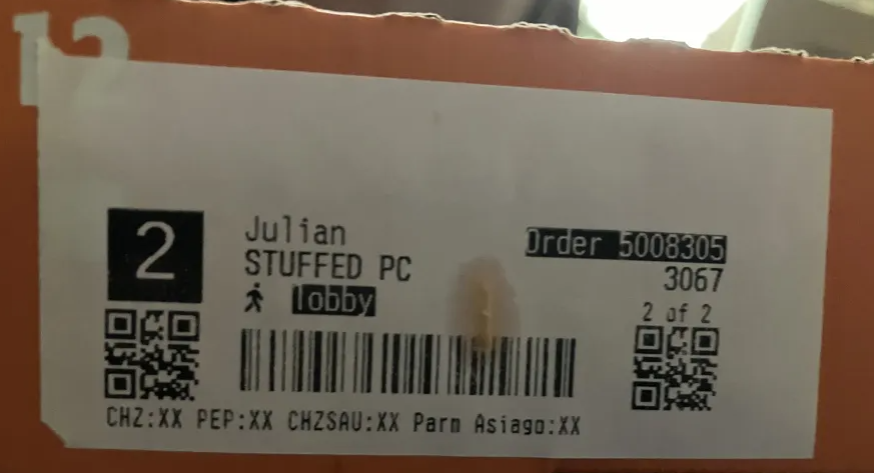 12
2
Julian
STUFFED PC
lobby
Order 5008305
3067
2 of 2
CHZ:XX PEP:XX CHZSAU:XX Parm Asiago:XX